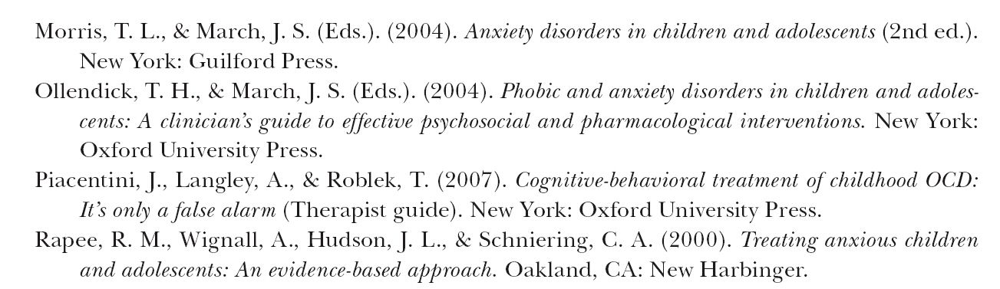 Morris, T. L., & March, J. S. (Eds.). (2004). Anxiety disorders in children and adolescents (2nd ed.).
New York: Guilford Press.
Ollendick, T. H., & March, J. S. (Eds.). (2004). Phobic and anxiety disorders in children and adoles-
cents: A clinician’s guide to effective psychosocial and pharmacological interventions. New York:
Oxford University Press.
Piacentini, J., Langley, A., & Roblek, T. (2007). Cognitive-behavioral treatment of childhood OCD:
It’s only a false alarm (Therapist guide). New York: Oxford University Press.
Rapee, R. M., Wignall, A., Hudson, J. L., & Schniering, C. A. (2000). Treating anxious children
and adolescents: An evidence-based approach. Oakland, CA: New Harbinger.